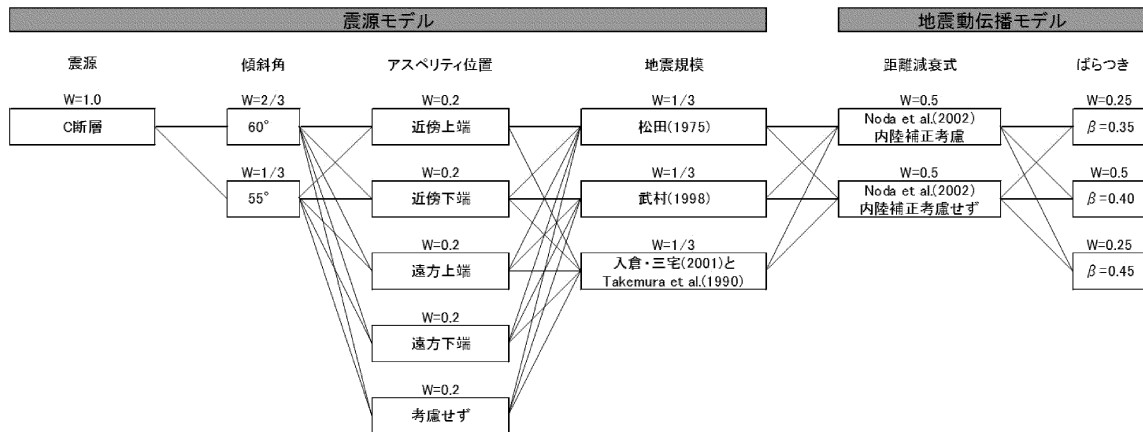 震源モデル
地震動伝播モデル
震源
傾斜角
アスペリティ位置
地震規模
距離減衰式
ばらつき
W=1.0
C断層
W=2/3
60°
W=1/3
55°
W=0.2
近傍上端
W=0.2
近傍下端
W=0.2
遠方上端
W=0.2
遠方下端
W=0.2
考慮せず
W=1/3
松田(1975)
W=1/3
武村(1998)
W=1/3
入倉・三宅(2001)と
Takemura et al.(1990)
W=0.5
Noda et al.(2002)
内陸補正考慮
W=0.5
Noda et al.(2002)
内陸補正考慮せず
W=0.25
β=0.35
W=0.5
β=0.40
W=0.25
β=0.45